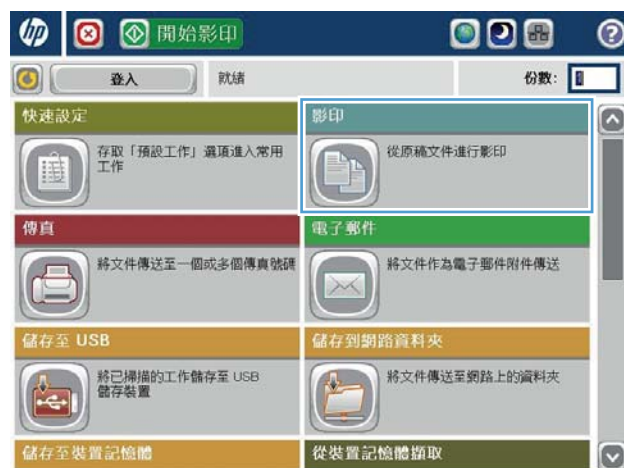 hp
開始影印
?
登入
就緒
份數:
快速設定
存取「預設工作」選項進入常用
工作
影印
從原稿文件進行影印
傳真
將文件傳送至一個或多個傳真號碼
電子郵件
將文件作為電子郵件附件傳送
儲存至 USB
將已掃描的工作儲存至 USB
儲存裝置
儲存到網路資料夾
將文件傳送至網路上的資料夾
儲存至裝置記憶體
從裝置記憶體擷取